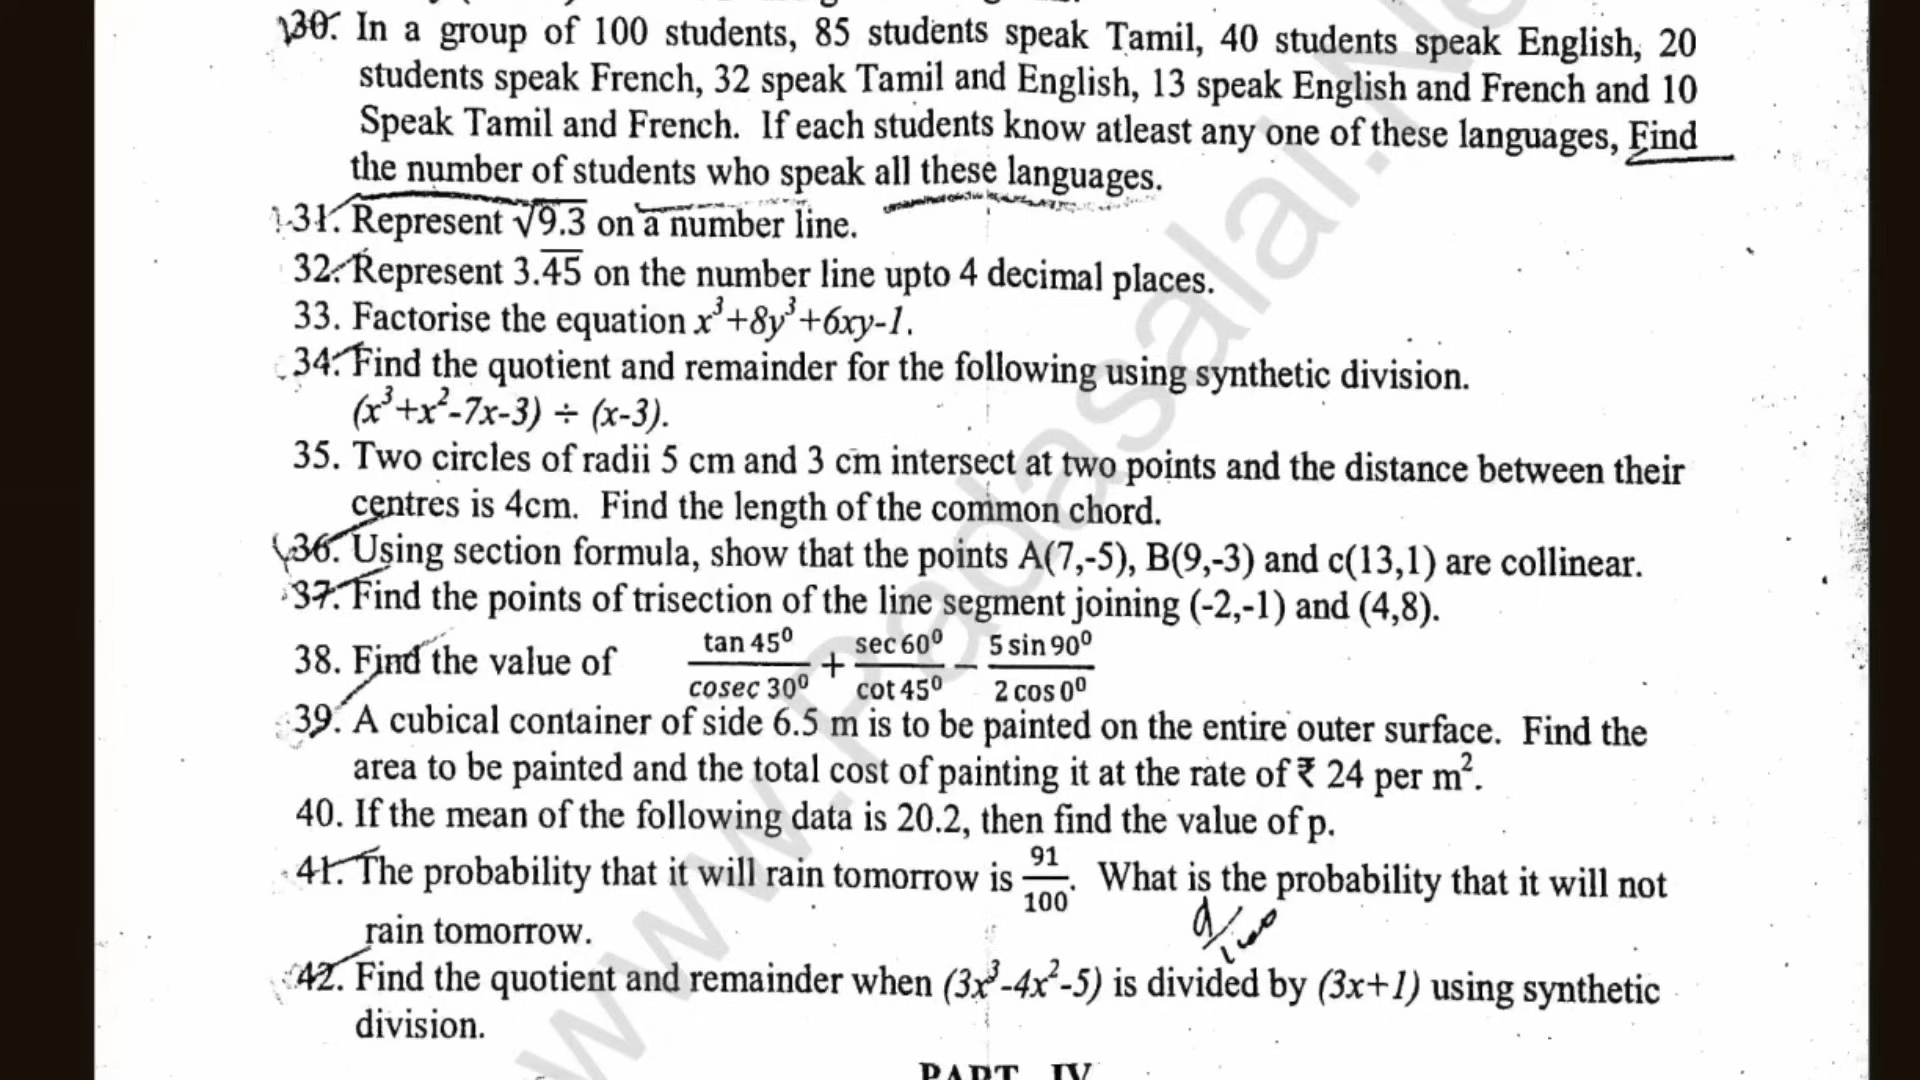 30. In a group of 100 students, 85 students speak Tamil, 40 students speak English, 20
students speak French, 32 speak Tamil and English, 13 speak English and French and 10
Speak Tamil and French. If each students know atleast any one of these languages, Find
the number of students who speak all these languages.
31. Represent √9.3 on a number line.
32. Represent 3.4̅5̅ on the number line upto 4 decimal places.
33. Factorise the equation x³+8y³+6xy-1.
34. Find the quotient and remainder for the following using synthetic division.
(x³+x²-7x-3) ÷ (x-3).
35. Two circles of radii 5 cm and 3 cm intersect at two points and the distance between their
centres is 4cm. Find the length of the common chord.
36. Using section formula, show that the points A(7,-5), B(9,-3) and c(13,1) are collinear.
37. Find the points of trisection of the line segment joining (-2,-1) and (4,8).
38. Find the value of tan 45⁰/cosec 30⁰ + sec 60⁰/cot 45⁰ − 5 sin 90⁰/2 cos 0⁰
39. A cubical container of side 6.5 m is to be painted on the entire outer surface. Find the
area to be painted and the total cost of painting it at the rate of ₹ 24 per m².
40. If the mean of the following data is 20.2, then find the value of p.
41. The probability that it will rain tomorrow is 91/100. What is the probability that it will not
rain tomorrow.
9/100
42. Find the quotient and remainder when (3x³-4x²-5) is divided by (3x+1) using synthetic
division.
PART IV
www.Padasalai.Ne